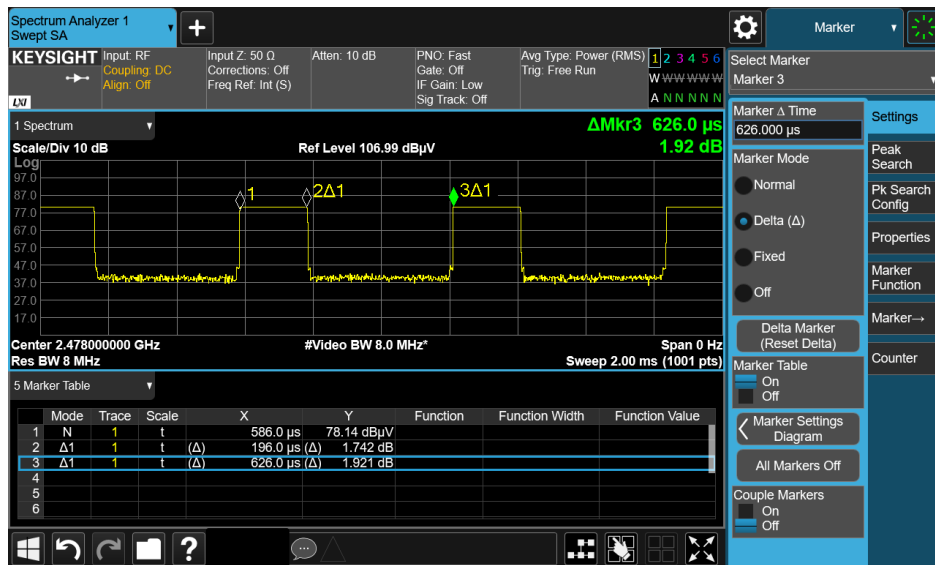 Spectrum Analyzer 1
Swept SA
+
Marker
KEYSIGHT
Input: RF
Coupling: DC
Align: Off
Input Z: 50 Ω
Corrections: Off
Freq Ref: Int (S)
Atten: 10 dB
PNO: Fast
Gate: Off
IF Gain: Low
Sig Track: Off
Avg Type: Power (RMS)
Trig: Free Run
1 2 3 4 5 6
W W W W W W
A N N N N N
LXI
Select Marker
Marker 3
1 Spectrum
ΔMkr3 626.0 µs
1.92 dB
Scale/Div 10 dB
Ref Level 106.99 dBµV
Log
97.0
87.0
77.0
67.0
57.0
47.0
37.0
27.0
17.0
1
2Δ1
3Δ1
Center 2.478000000 GHz
#Video BW 8.0 MHz*
Span 0 Hz
Res BW 8 MHz
Sweep 2.00 ms (1001 pts)
5 Marker Table
Mode Trace Scale X Y Function Function Width Function Value
1 N 1 t 586.0 µs 78.14 dBµV
2 Δ1 1 t (Δ) 196.0 µs (Δ) 1.742 dB
3 Δ1 1 t (Δ) 626.0 µs (Δ) 1.921 dB
4
5
6
?
Marker Δ Time
626.000 µs
Marker Mode
Normal
Delta (Δ)
Fixed
Off
Delta Marker
(Reset Delta)
Marker Table
On
Off
Marker Settings
Diagram
All Markers Off
Couple Markers
On
Off
Settings
Peak
Search
Pk Search
Config
Properties
Marker
Function
Marker→
Counter